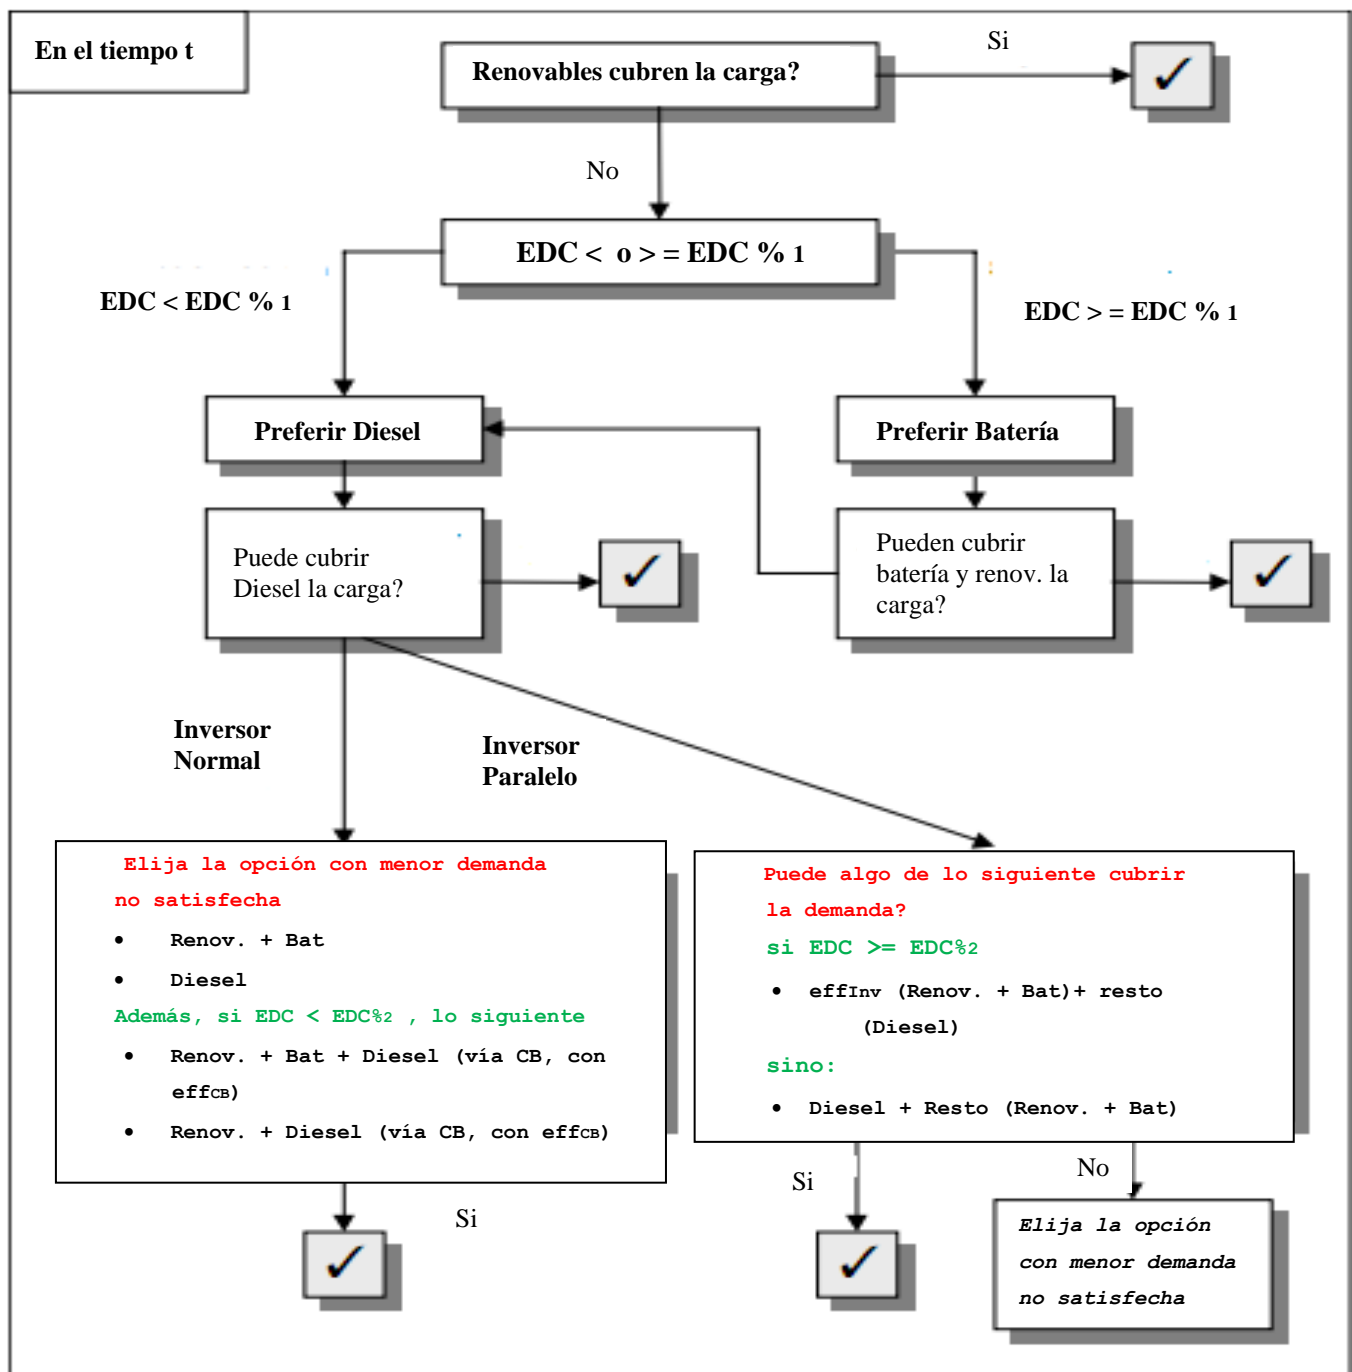 En el tiempo t
Renovables cubren la carga?
Si
No
EDC < o > = EDC % 1
EDC < EDC % 1
EDC > = EDC % 1
Preferir Diesel
Preferir Batería
Puede cubrir
Diesel la carga?
Pueden cubrir
batería y renov. la
carga?
Inversor
Normal
Inversor
Paralelo
Elija la opción con menor demanda
no satisfecha
• Renov. + Bat
• Diesel
Además, si EDC < EDC%2 , lo siguiente
• Renov. + Bat + Diesel (vía CB, con
effCB)
• Renov. + Diesel (vía CB, con effCB)
Si
Puede algo de lo siguiente cubrir
la demanda?
si EDC >= EDC%2
• effInv (Renov. + Bat)+ resto
(Diesel)
sino:
• Diesel + Resto (Renov. + Bat)
Si
No
Elija la opción
con menor demanda
no satisfecha